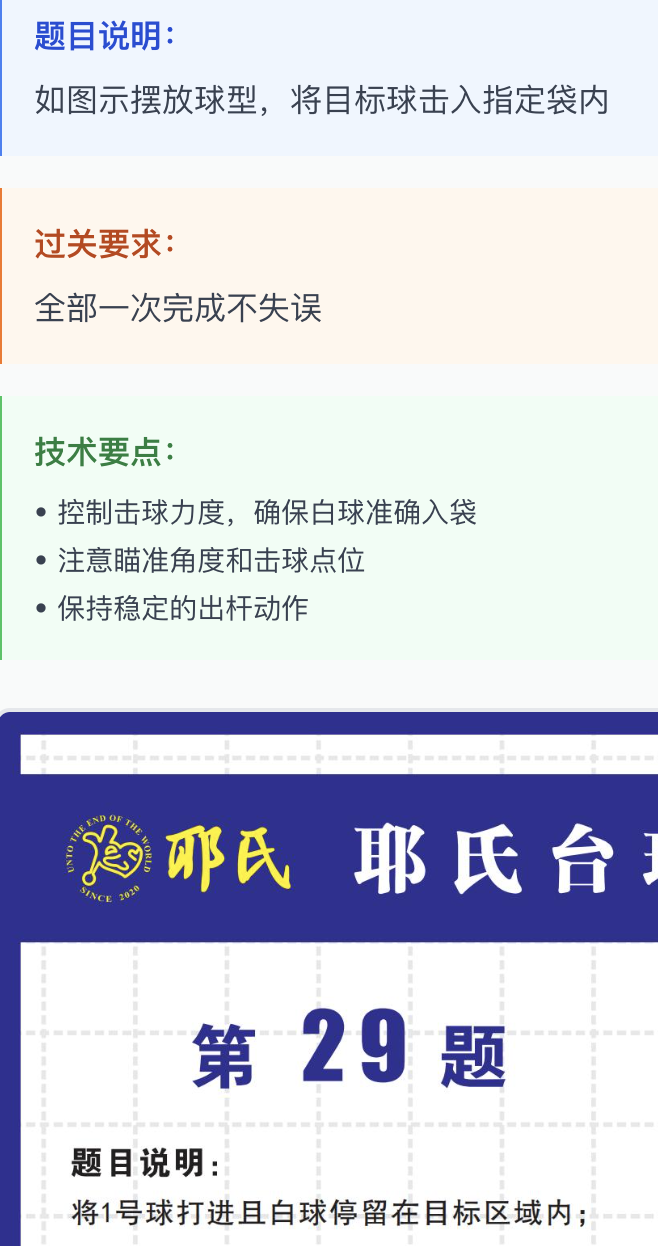 题目说明：
如图示摆放球型，将目标球击入指定袋内
过关要求：
全部一次完成不失误
技术要点：
• 控制击球力度，确保白球准确入袋
• 注意瞄准角度和击球点位
• 保持稳定的出杆动作
UNTO THE END OF THE WORLD
SINCE 2020
耶氏
耶氏台
第 29 题
题目说明：
将1号球打进且白球停留在目标区域内；